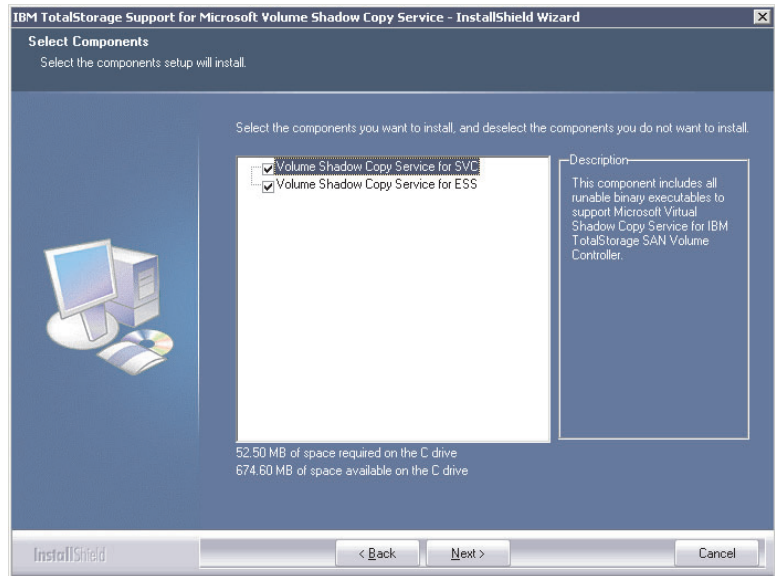 IBM TotalStorage Support for Microsoft Volume Shadow Copy Service - InstallShield Wizard
Select Components
Select the components setup will install.
Select the components you want to install, and deselect the components you do not want to install.
Volume Shadow Copy Service for SVC
Volume Shadow Copy Service for ESS
Description
This component includes all
runable binary executables to
support Microsoft Virtual
Shadow Copy Service for IBM
TotalStorage SAN Volume
Controller.
52.50 MB of space required on the C drive
674.60 MB of space available on the C drive
InstallShield
< Back
Next >
Cancel